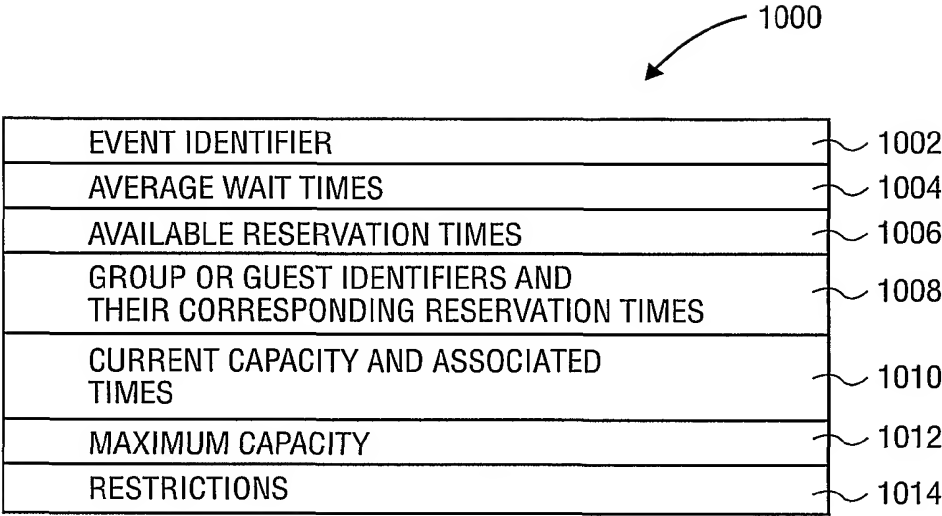 1000
EVENT IDENTIFIER 1002
AVERAGE WAIT TIMES 1004
AVAILABLE RESERVATION TIMES 1006
GROUP OR GUEST IDENTIFIERS AND
THEIR CORRESPONDING RESERVATION TIMES 1008
CURRENT CAPACITY AND ASSOCIATED
TIMES 1010
MAXIMUM CAPACITY 1012
RESTRICTIONS 1014